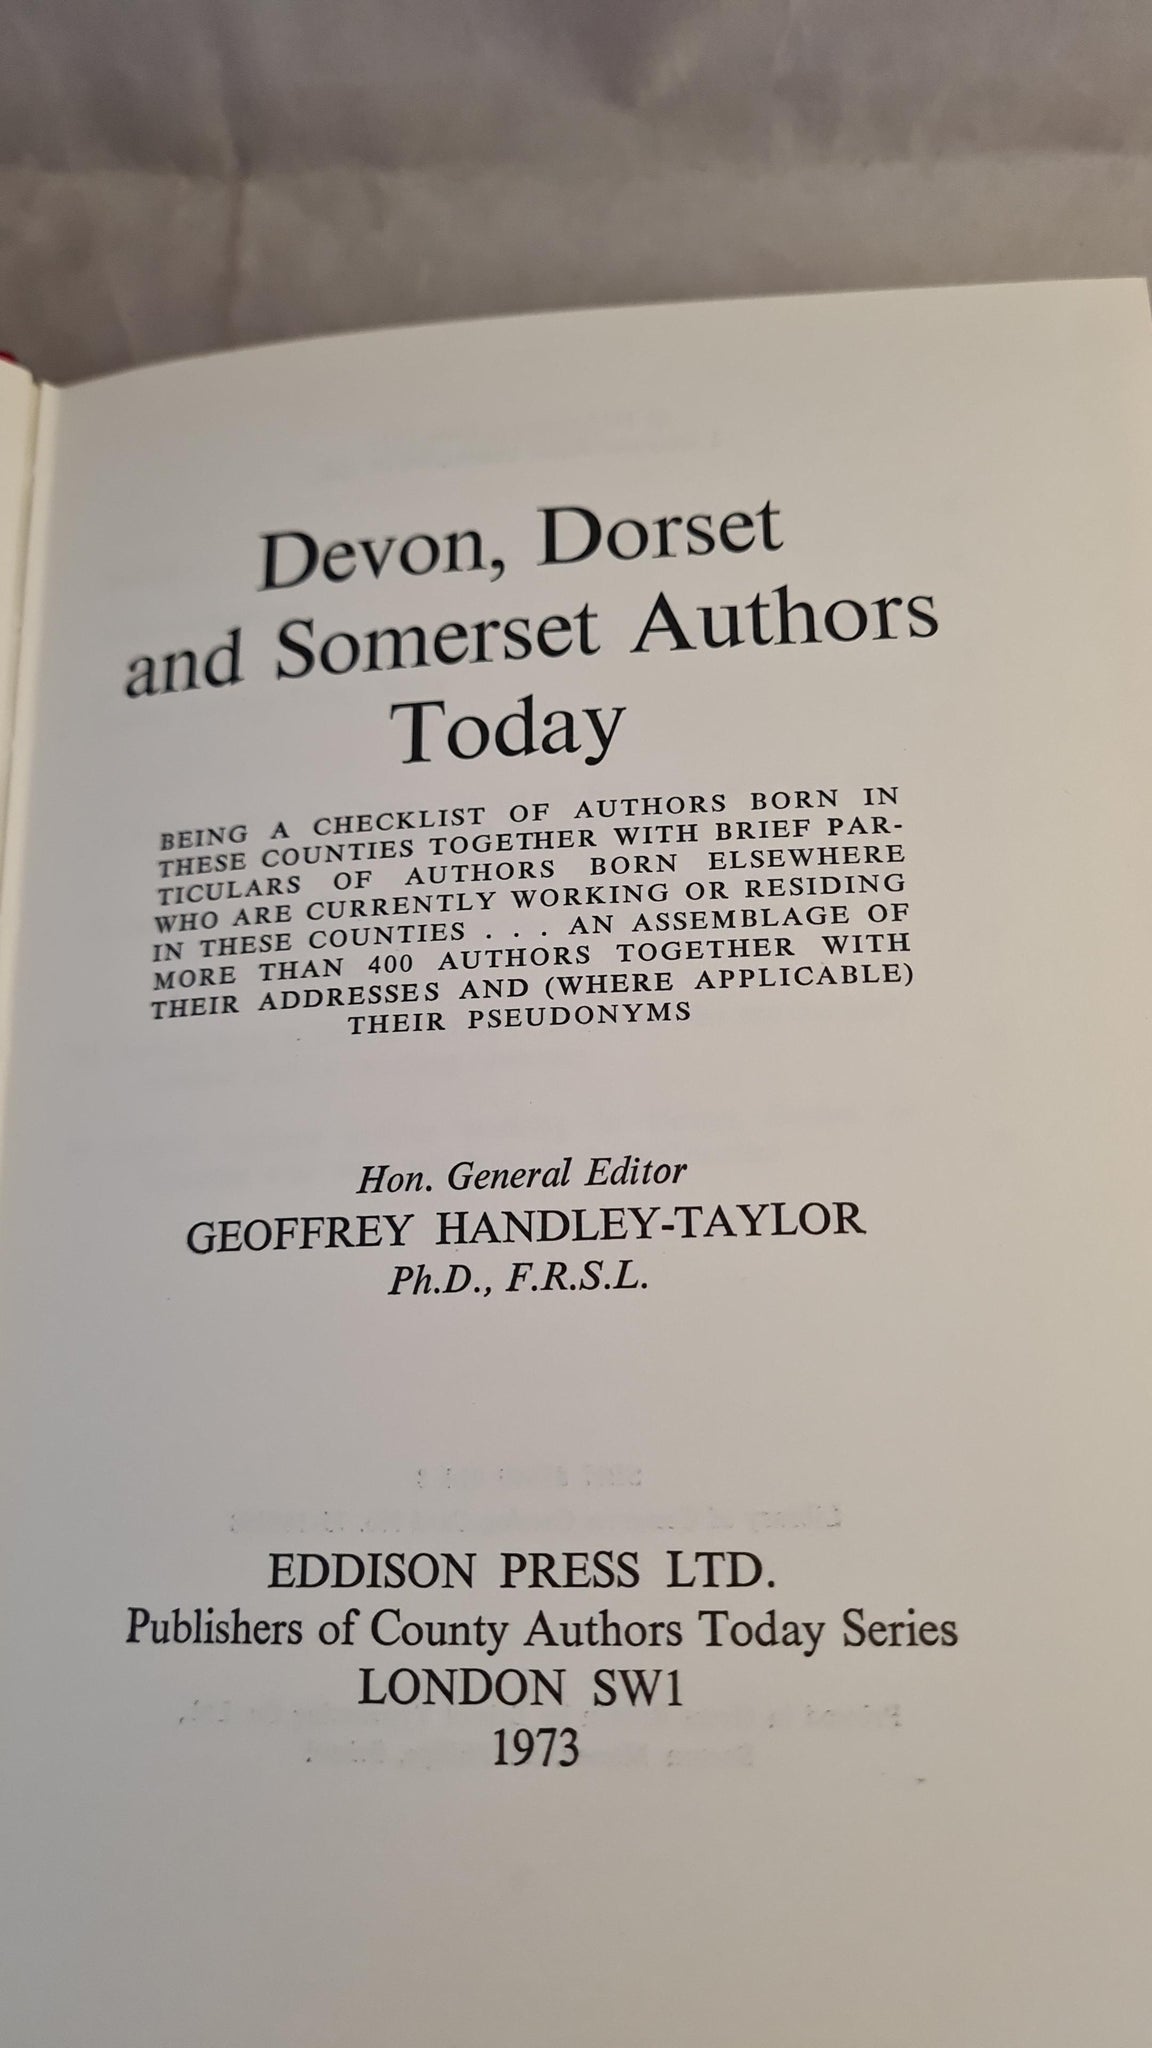 Devon, Dorset
and Somerset Authors
Today
BEING A CHECKLIST OF AUTHORS BORN IN
THESE COUNTIES TOGETHER WITH BRIEF PAR-
TICULARS OF AUTHORS BORN ELSEWHERE
WHO ARE CURRENTLY WORKING OR RESIDING
IN THESE COUNTIES . . . AN ASSEMBLAGE OF
MORE THAN 400 AUTHORS TOGETHER WITH
THEIR ADDRESSES AND (WHERE APPLICABLE)
THEIR PSEUDONYMS
Hon. General Editor
GEOFFREY HANDLEY-TAYLOR
Ph.D., F.R.S.L.
EDDISON PRESS LTD.
Publishers of County Authors Today Series
LONDON SW1
1973